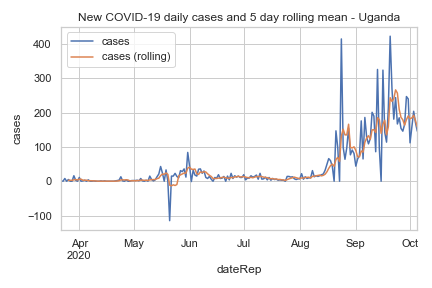 New COVID-19 daily cases and 5 day rolling mean - Uganda
cases
cases (rolling)
400
300
200
100
0
−100
cases
Apr
2020
May
Jun
Jul
Aug
Sep
Oct
dateRep